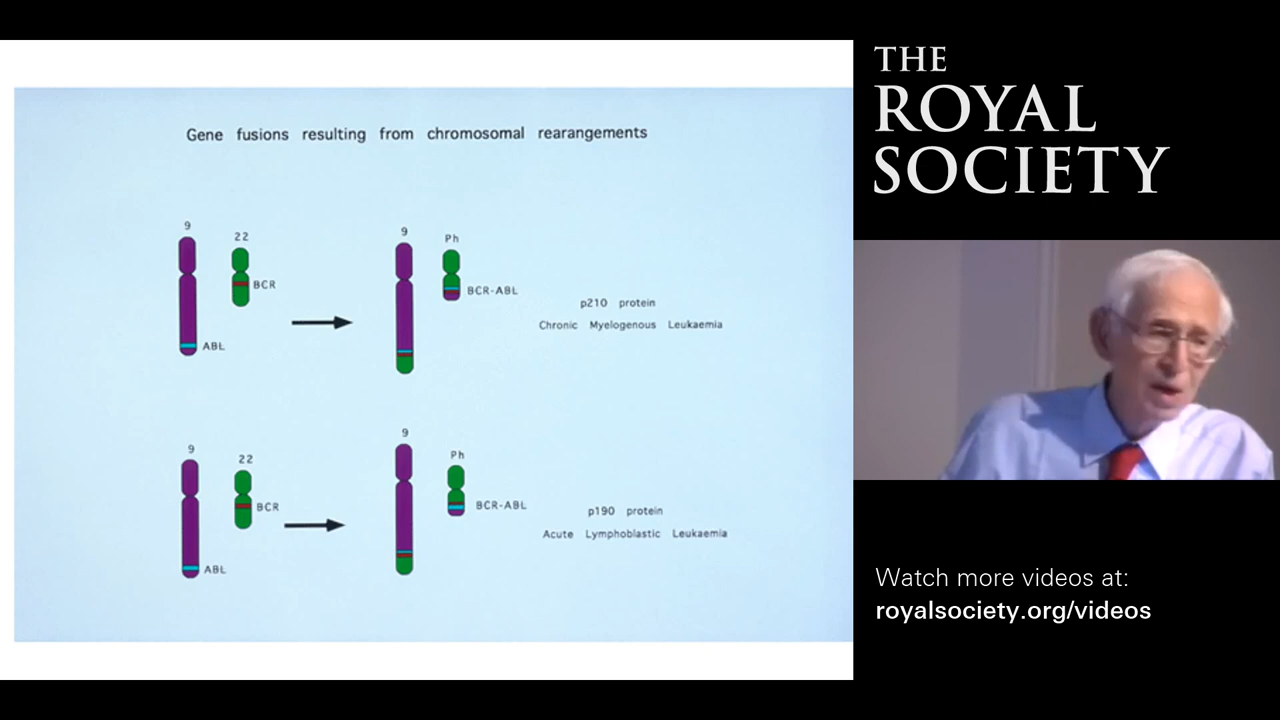 Gene fusions resulting from chromosomal rearangements
9
22
BCR
ABL
9
Ph
BCR-ABL
p210 protein
Chronic Myelogenous Leukaemia
9
22
BCR
ABL
9
Ph
BCR-ABL
p190 protein
Acute Lymphoblastic Leukaemia
THE
ROYAL
SOCIETY
Watch more videos at:
royalsociety.org/videos